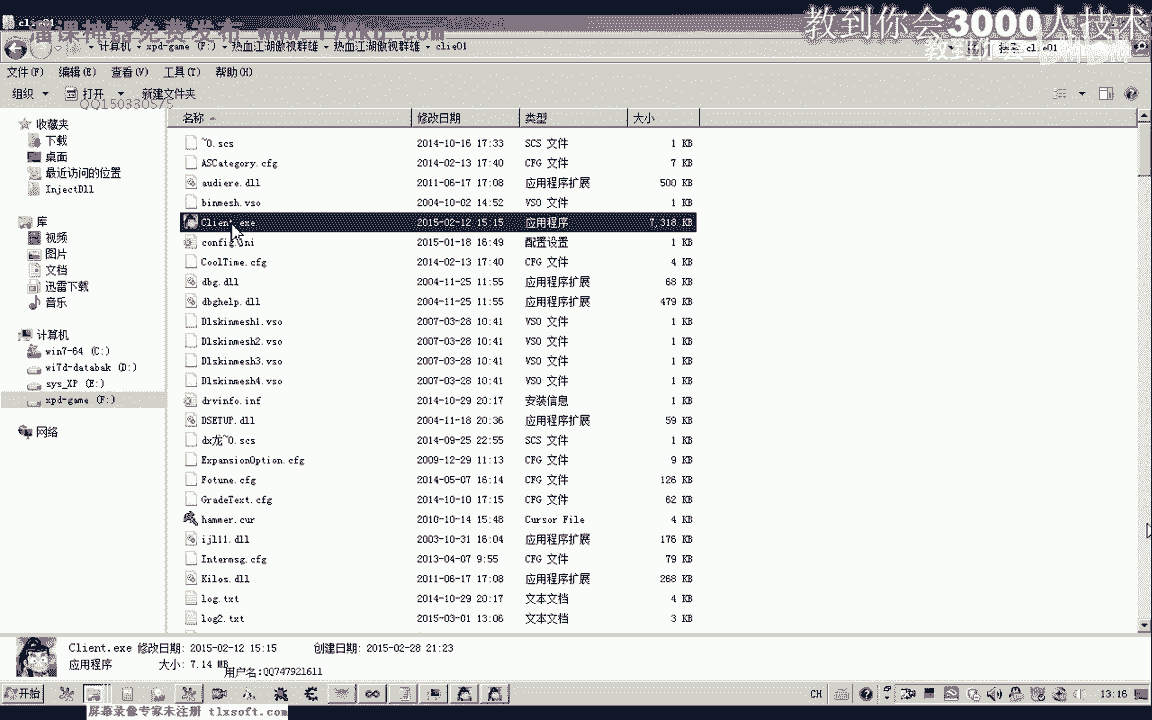 clie01
播课神器免费发布 www.170ku.com
教到你会3000人技术
计算机 xpd-game (F:) 热血江湖傲视群雄 热血江湖傲视群雄 clie01
教到你会
clie01
文件(F) 编辑(E) 查看(V) 工具(T) 帮助(H)
组织 打开 新建文件夹
QQ150330575
名称 修改日期 类型 大小
收藏夹
下载
桌面
最近访问的位置
InjectDll
库
视频
图片
文档
迅雷下载
音乐
计算机
win7-64 (C:)
wi7d-databak (D:)
sys_XP (E:)
xpd-game (F:)
网络
~0.scs 2014-10-16 17:33 SCS 文件 1 KB
ASCategory.cfg 2014-02-13 17:40 CFG 文件 7 KB
audiere.dll 2011-06-17 17:08 应用程序扩展 500 KB
binmesh.vso 2004-10-02 14:52 VSO 文件 1 KB
Client.exe 2015-02-12 15:15 应用程序 7,318 KB
config.ini 2015-01-18 16:49 配置设置 1 KB
CoolTime.cfg 2014-02-13 17:40 CFG 文件 4 KB
dbg.dll 2004-11-25 11:55 应用程序扩展 68 KB
dbghelp.dll 2004-11-25 11:55 应用程序扩展 479 KB
Dlskinmesh1.vso 2007-03-28 10:41 VSO 文件 1 KB
Dlskinmesh2.vso 2007-03-28 10:41 VSO 文件 1 KB
Dlskinmesh3.vso 2007-03-28 10:41 VSO 文件 1 KB
Dlskinmesh4.vso 2007-03-28 10:41 VSO 文件 1 KB
drvinfo.inf 2014-10-29 20:17 安装信息 1 KB
DSETUP.dll 2004-11-18 20:36 应用程序扩展 59 KB
dx龙~0.scs 2014-09-25 22:55 SCS 文件 1 KB
ExpansionOption.cfg 2009-12-29 11:13 CFG 文件 9 KB
Fotune.cfg 2014-05-07 16:14 CFG 文件 126 KB
GradeText.cfg 2014-10-10 17:15 CFG 文件 62 KB
hammer.cur 2010-10-14 15:48 Cursor File 4 KB
ijl11.dll 2003-10-31 16:04 应用程序扩展 176 KB
Intermsg.cfg 2013-04-07 9:55 CFG 文件 79 KB
Kilos.dll 2011-06-17 17:08 应用程序扩展 268 KB
log.txt 2014-10-29 20:17 文本文档 4 KB
log2.txt 2015-03-01 13:06 文本文档 3 KB
Client.exe 修改日期: 2015-02-12 15:15 创建日期: 2015-02-28 21:23
应用程序 大小: 7.14 MB
用户名:QQ747921611
开始 CH 13:16
屏幕录像专家未注册 tlxsoft.com